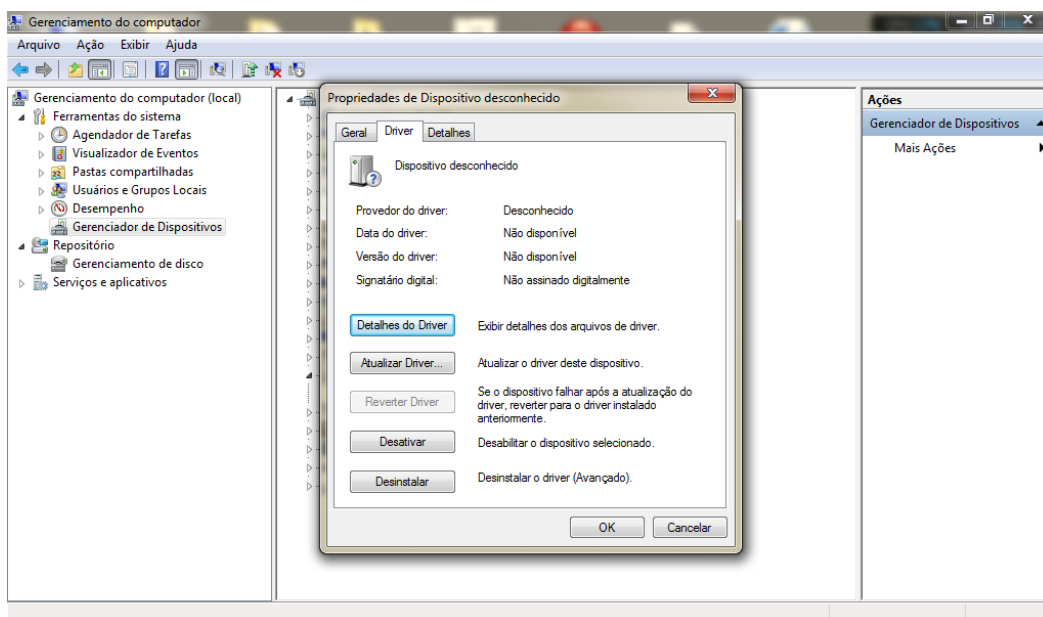 Gerenciamento do computador
Arquivo Ação Exibir Ajuda
Gerenciamento do computador (local)
Ferramentas do sistema
Agendador de Tarefas
Visualizador de Eventos
Pastas compartilhadas
Usuários e Grupos Locais
Desempenho
Gerenciador de Dispositivos
Repositório
Gerenciamento de disco
Serviços e aplicativos
Propriedades de Dispositivo desconhecido
Geral Driver Detalhes
Dispositivo desconhecido
Provedor do driver: Desconhecido
Data do driver: Não disponível
Versão do driver: Não disponível
Signatário digital: Não assinado digitalmente
Detalhes do Driver Exibir detalhes dos arquivos de driver.
Atualizar Driver... Atualizar o driver deste dispositivo.
Reverter Driver Se o dispositivo falhar após a atualização do
driver, reverter para o driver instalado
anteriormente.
Desativar Desabilitar o dispositivo selecionado.
Desinstalar Desinstalar o driver (Avançado).
OK Cancelar
Ações
Gerenciador de Dispositivos
Mais Ações